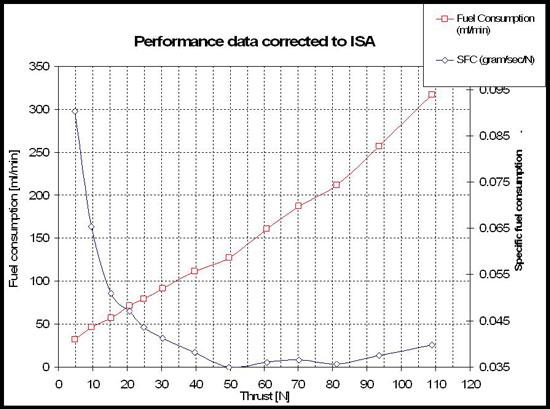 Performance data corrected to ISA
Fuel Consumption
(ml/min)
SFC (gram/sec/N)
Fuel consumption [ml/min]
350
300
250
200
150
100
50
0
0.095
0.085
0.075
0.065
0.055
0.045
0.035
Specific fuel consumption
0 10 20 30 40 50 60 70 80 90 100 110 120
Thrust [N]